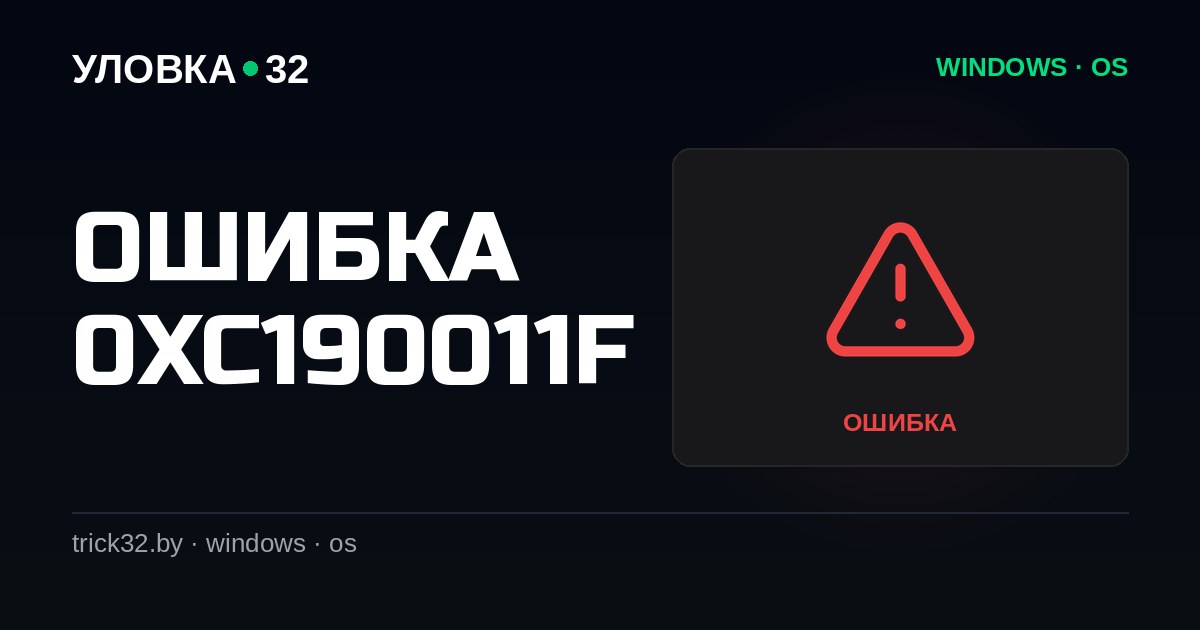 УЛОВКА•32
WINDOWS · OS
ОШИБКА
0XC190011F
ОШИБКА
trick32.by · windows · os